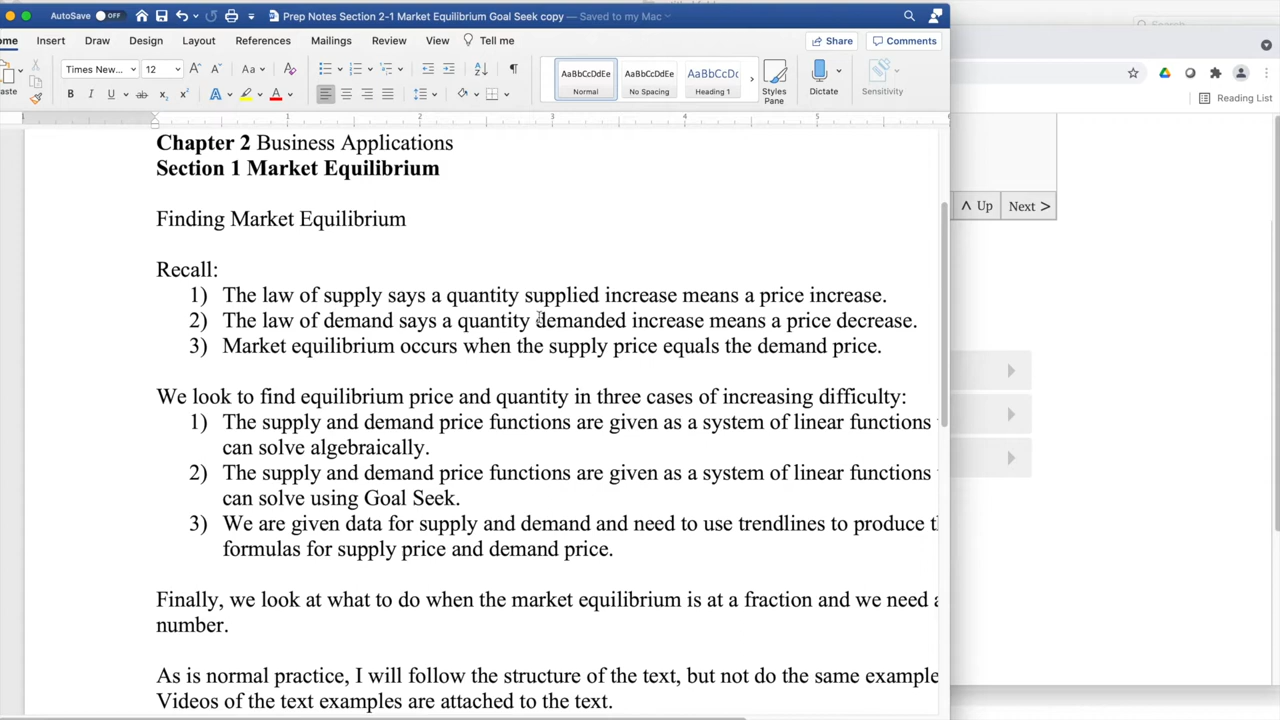 AutoSave OFF
Prep Notes Section 2-1 Market Equilibrium Goal Seek copy — Saved to my Mac
ome Insert Draw Design Layout References Mailings Review View Tell me
Share Comments
Times New... 12 Aa
AaBbCcDdEe AaBbCcDdEe AaBbCcDc
Normal No Spacing Heading 1 Styles Pane Dictate Sensitivity
aste B I U ab x A A
Reading List
1 1 2 3 4 5
Chapter 2 Business Applications
Section 1 Market Equilibrium
Up Next >
Finding Market Equilibrium
Recall:
1) The law of supply says a quantity supplied increase means a price increase.
2) The law of demand says a quantity demanded increase means a price decrease.
3) Market equilibrium occurs when the supply price equals the demand price.
We look to find equilibrium price and quantity in three cases of increasing difficulty:
1) The supply and demand price functions are given as a system of linear functions
can solve algebraically.
2) The supply and demand price functions are given as a system of linear functions
can solve using Goal Seek.
3) We are given data for supply and demand and need to use trendlines to produce
formulas for supply price and demand price.
Finally, we look at what to do when the market equilibrium is at a fraction and we need
number.
As is normal practice, I will follow the structure of the text, but not do the same example
Videos of the text examples are attached to the text.